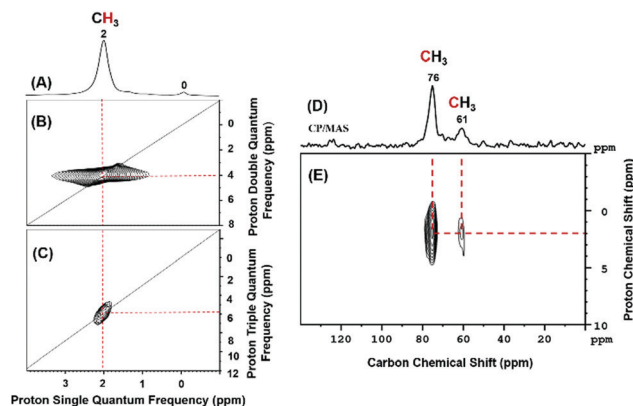 CH3
2
0
(A)
(B)
0
2
4
6
8
Proton Double Quantum
Frequency (ppm)
(C)
0
2
4
6
8
10
12
Proton Triple Quantum
Frequency (ppm)
3 2 1 0
Proton Single Quantum Frequency (ppm)
CH3
76
CH3
61
(D)
CP/MAS
ppm
(E)
0
5
10
ppm
Proton Chemical Shift (ppm)
120 100 80 60 40 20 0
ppm
Carbon Chemical Shift (ppm)